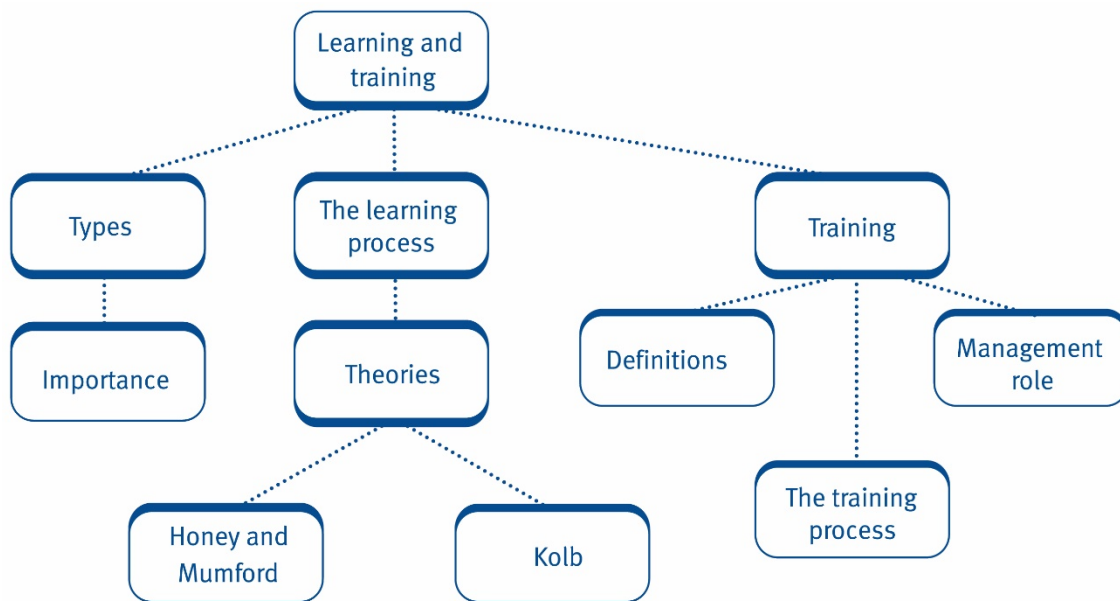 Learning and
training
Types
The learning
process
Training
Importance
Theories
Definitions
Management
role
Honey and
Mumford
Kolb
The training
process